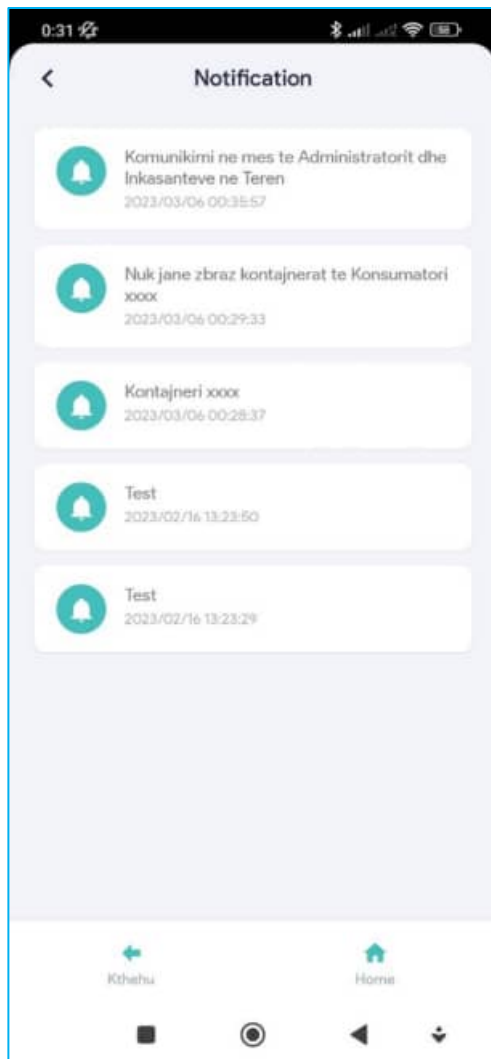 0:31
58
Notification
Komunikimi ne mes te Administratorit dhe
Inkasanteve ne Teren
2023/03/06 00:35:57
Nuk jane zbraz kontajnerat te Konsumatori
xxxx
2023/03/06 00:29:33
Kontajneri xxxx
2023/03/06 00:28:37
Test
2023/02/16 13:23:50
Test
2023/02/16 13:23:29
Kthehu
Home